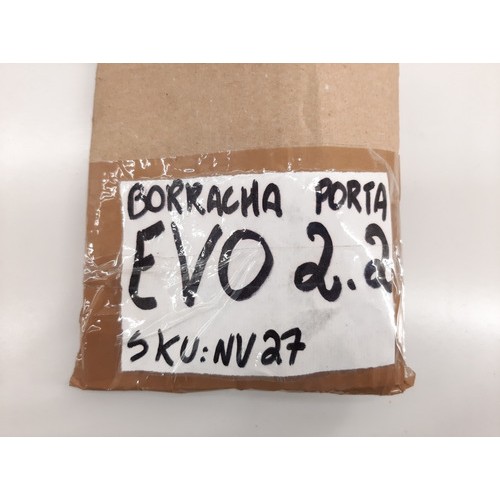 BORRACHA PORTA
EVO 2.2
SKU: NV27